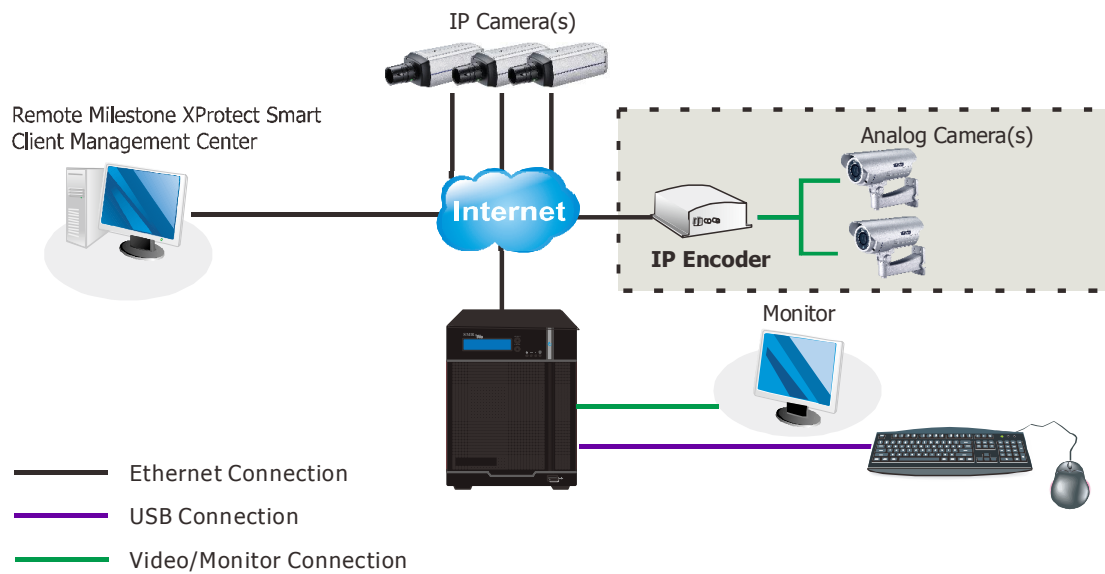 IP Camera(s)
Remote Milestone XProtect Smart
Client Management Center
Analog Camera(s)
Internet
IP Encoder
Monitor
Ethernet Connection
USB Connection
Video/Monitor Connection